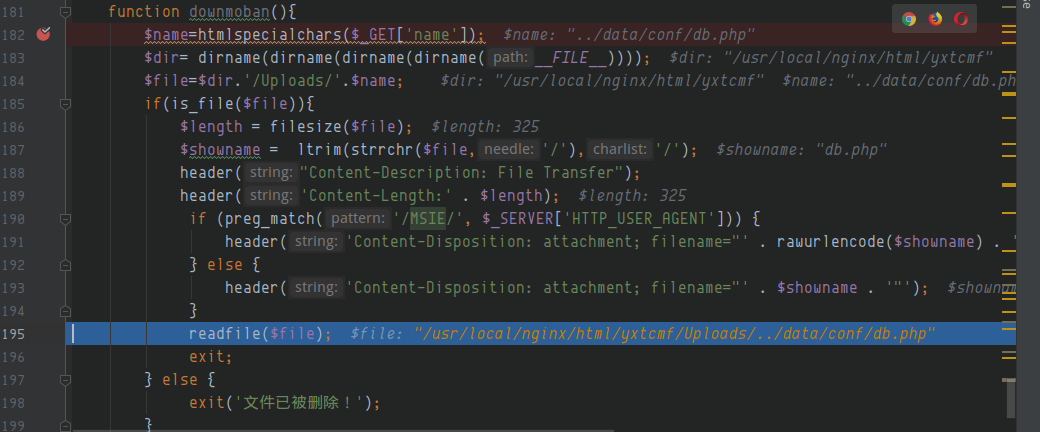 181 function downmoban(){
182 $name=htmlspecialchars($_GET['name']); $name: "../data/conf/db.php"
183 $dir= dirname(dirname(dirname(dirname( path: __FILE__)))); $dir: "/usr/local/nginx/html/yxtcmf"
184 $file=$dir.'/Uploads/'.$name; $dir: "/usr/local/nginx/html/yxtcmf" $name: "../data/conf/db.ph
185 if(is_file($file)){
186 $length = filesize($file); $length: 325
187 $showname = ltrim(strrchr($file, needle: '/'), charlist: '/'); $showname: "db.php"
188 header( string: "Content-Description: File Transfer");
189 header( string: 'Content-Length:' . $length); $length: 325
190 if (preg_match( pattern: '/MSIE/', $_SERVER['HTTP_USER_AGENT'])) {
191 header( string: 'Content-Disposition: attachment; filename="' . rawurlencode($showname) . '
192 } else {
193 header( string: 'Content-Disposition: attachment; filename="' . $showname . '"'); $shown
194 }
195 readfile($file); $file: "/usr/local/nginx/html/yxtcmf/Uploads/../data/conf/db.php"
196 exit;
197 } else {
198 exit('文件已被删除！');
199 }